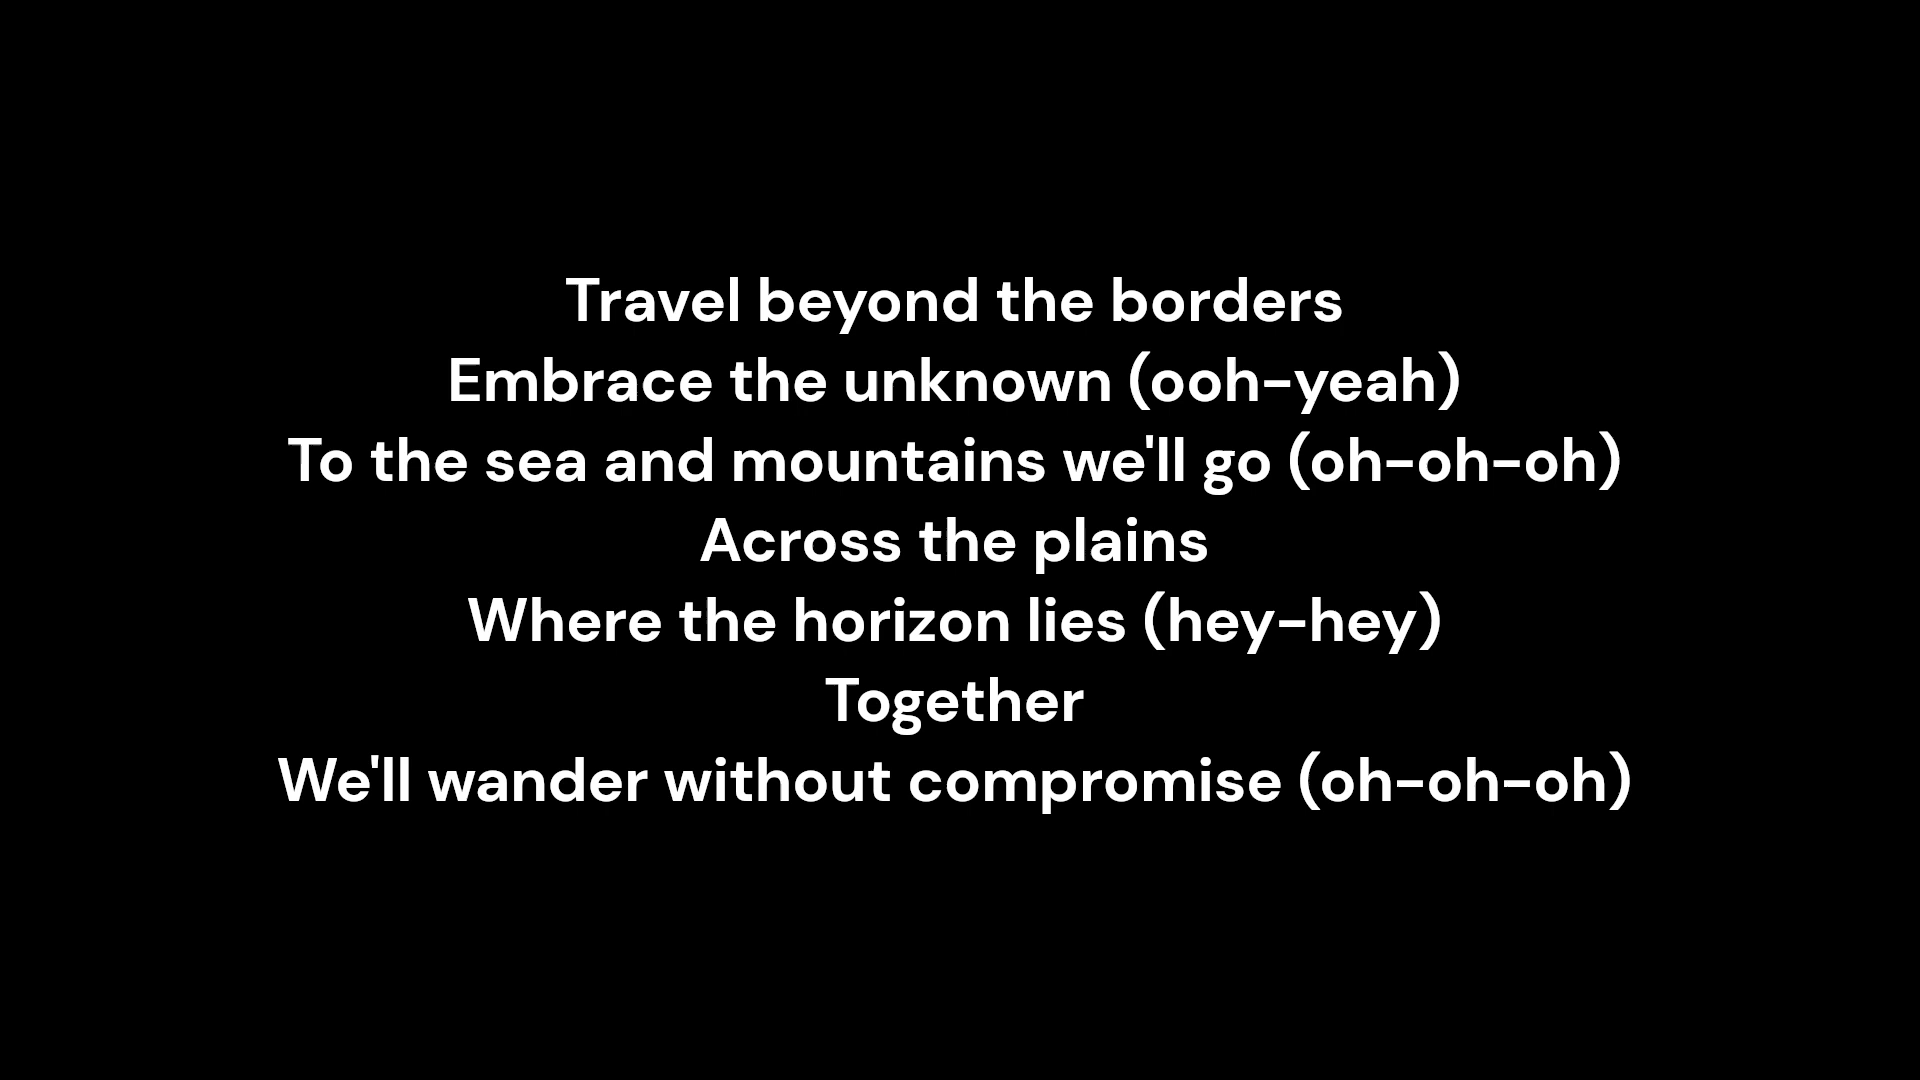 Travel beyond the borders
Embrace the unknown (ooh-yeah)
To the sea and mountains we'll go (oh-oh-oh)
Across the plains
Where the horizon lies (hey-hey)
Together
We'll wander without compromise (oh-oh-oh)